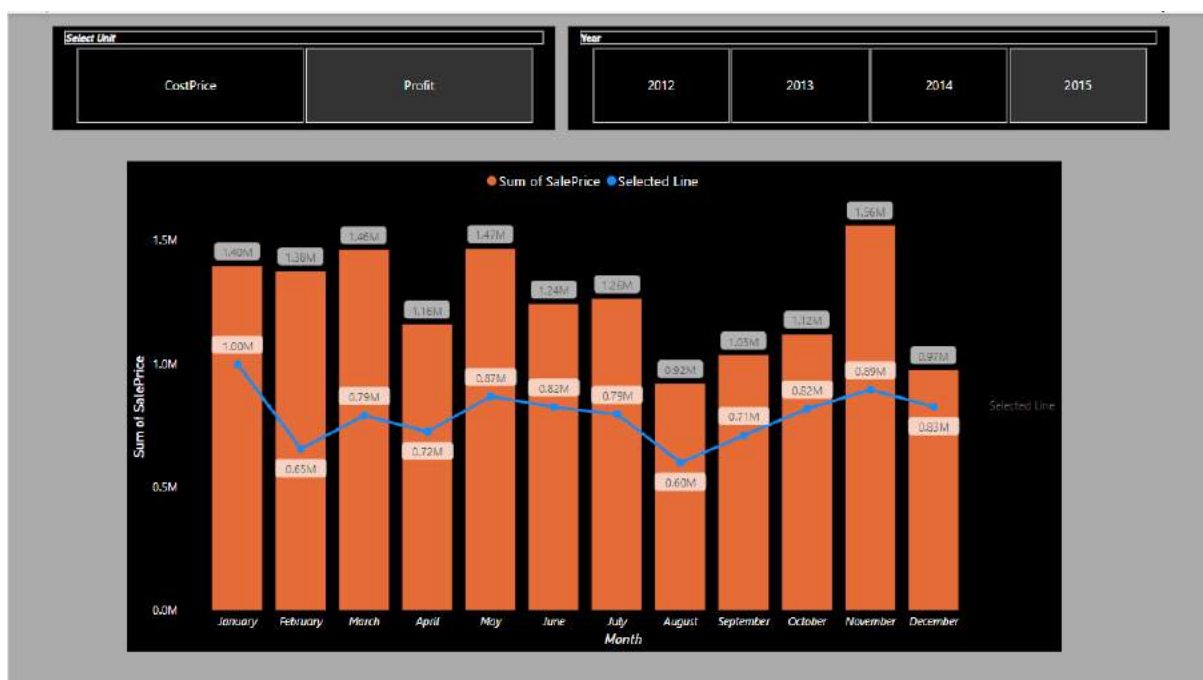 Select Unit
CostPrice
Profit
Year
2012
2013
2014
2015
Sum of SalePrice
Selected Line
1.5M
1.0M
0.5M
0.0M
Sum of SalePrice
1.40M
1.38M
1.46M
1.16M
1.47M
1.24M
1.26M
0.92M
1.03M
1.12M
1.56M
0.97M
1.00M
0.65M
0.79M
0.72M
0.87M
0.82M
0.79M
0.60M
0.71M
0.82M
0.89M
0.83M
Selected Line
January
February
March
April
May
June
July
August
September
October
November
December
Month